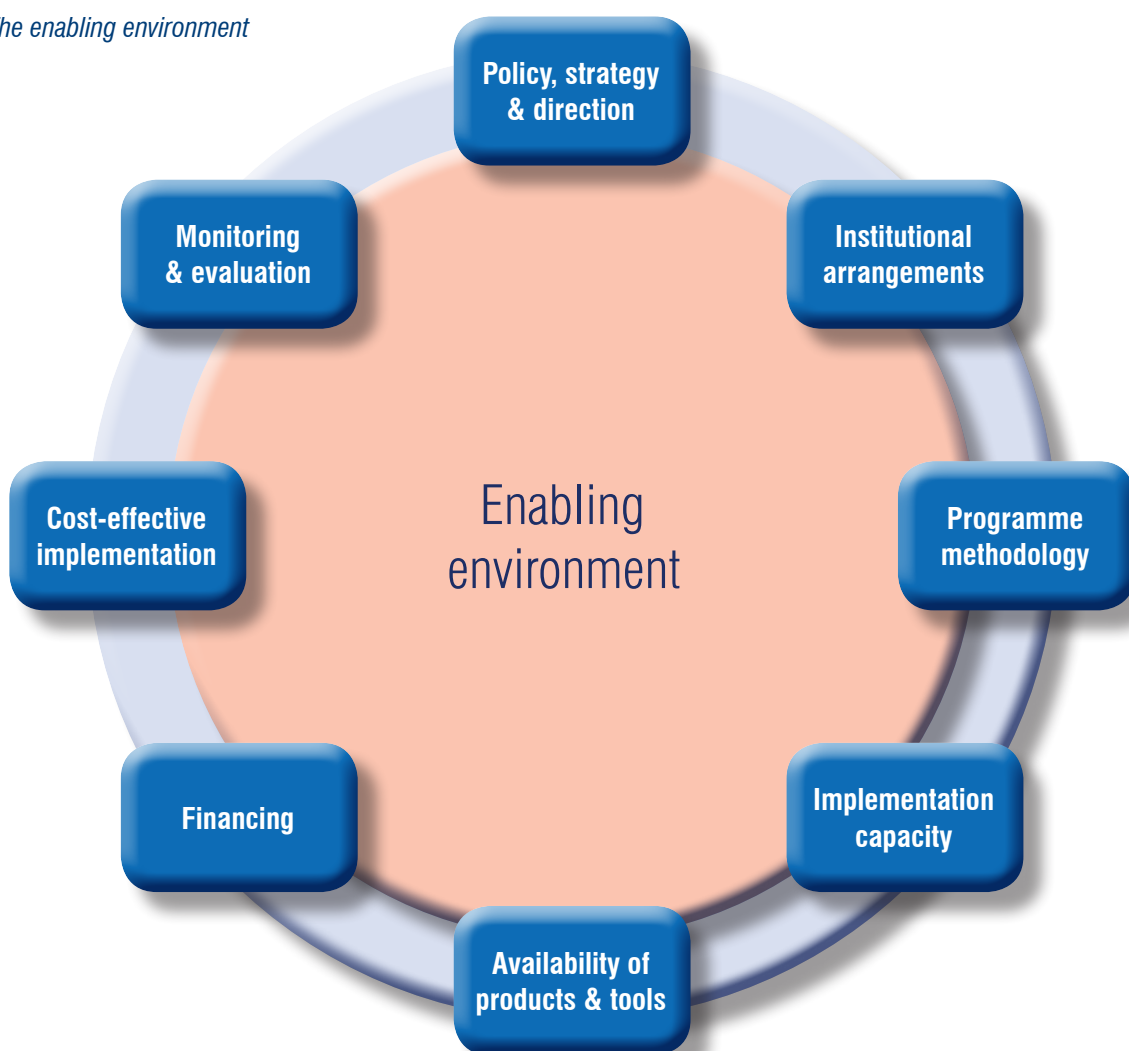 The enabling environment
Policy, strategy
& direction
Institutional
arrangements
Programme
methodology
Implementation
capacity
Availability of
products & tools
Financing
Cost-effective
implementation
Monitoring
& evaluation
Enabling
environment